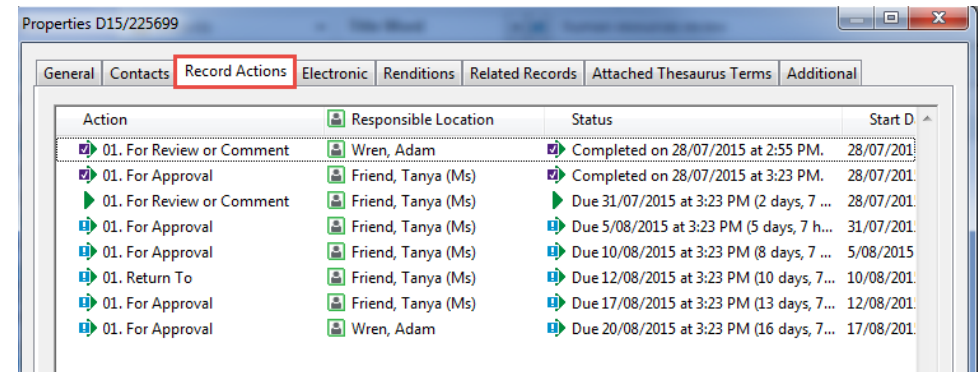 Properties D15/225699
General Contacts Record Actions Electronic Renditions Related Records Attached Thesaurus Terms Additional
Action Responsible Location Status Start D
01. For Review or Comment Wren, Adam Completed on 28/07/2015 at 2:55 PM. 28/07/201
01. For Approval Friend, Tanya (Ms) Completed on 28/07/2015 at 3:23 PM. 28/07/201
01. For Review or Comment Friend, Tanya (Ms) Due 31/07/2015 at 3:23 PM (2 days, 7 ... 28/07/201
01. For Approval Friend, Tanya (Ms) Due 5/08/2015 at 3:23 PM (5 days, 7 h... 31/07/201
01. For Approval Friend, Tanya (Ms) Due 10/08/2015 at 3:23 PM (8 days, 7 ... 5/08/2015
01. Return To Friend, Tanya (Ms) Due 12/08/2015 at 3:23 PM (10 days, 7... 10/08/201
01. For Approval Friend, Tanya (Ms) Due 17/08/2015 at 3:23 PM (13 days, 7... 12/08/201
01. For Approval Wren, Adam Due 20/08/2015 at 3:23 PM (16 days, 7... 17/08/201